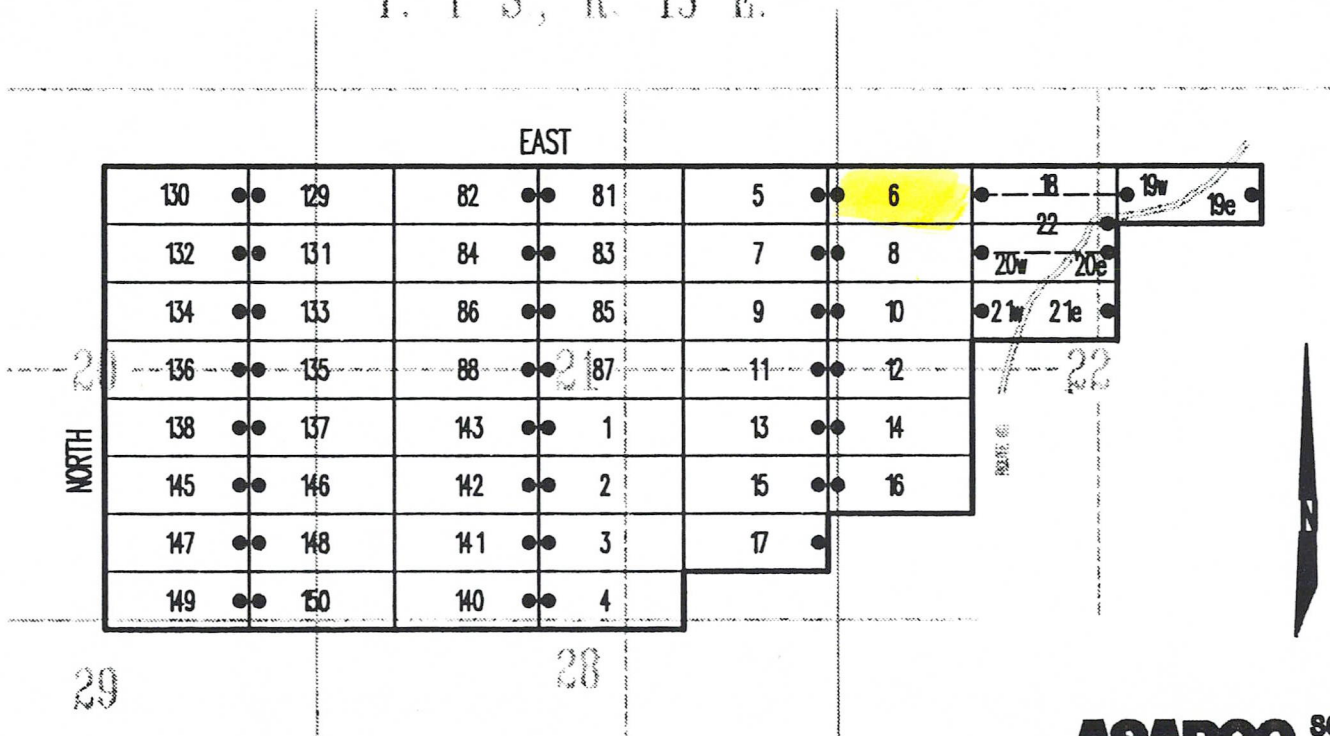 T. 1 S, R. 13 E.
EAST
130 129 82 81 5 6 18 19w 19e
132 131 84 83 7 8 22 20w 20e
134 133 86 85 9 10 21w 21e
20 136 135 88 21 87 11 12 22
138 137 143 1 13 14
NORTH
145 146 142 2 15 16
147 148 141 3 17
N
149 150 140 4
29 28
ASARCO